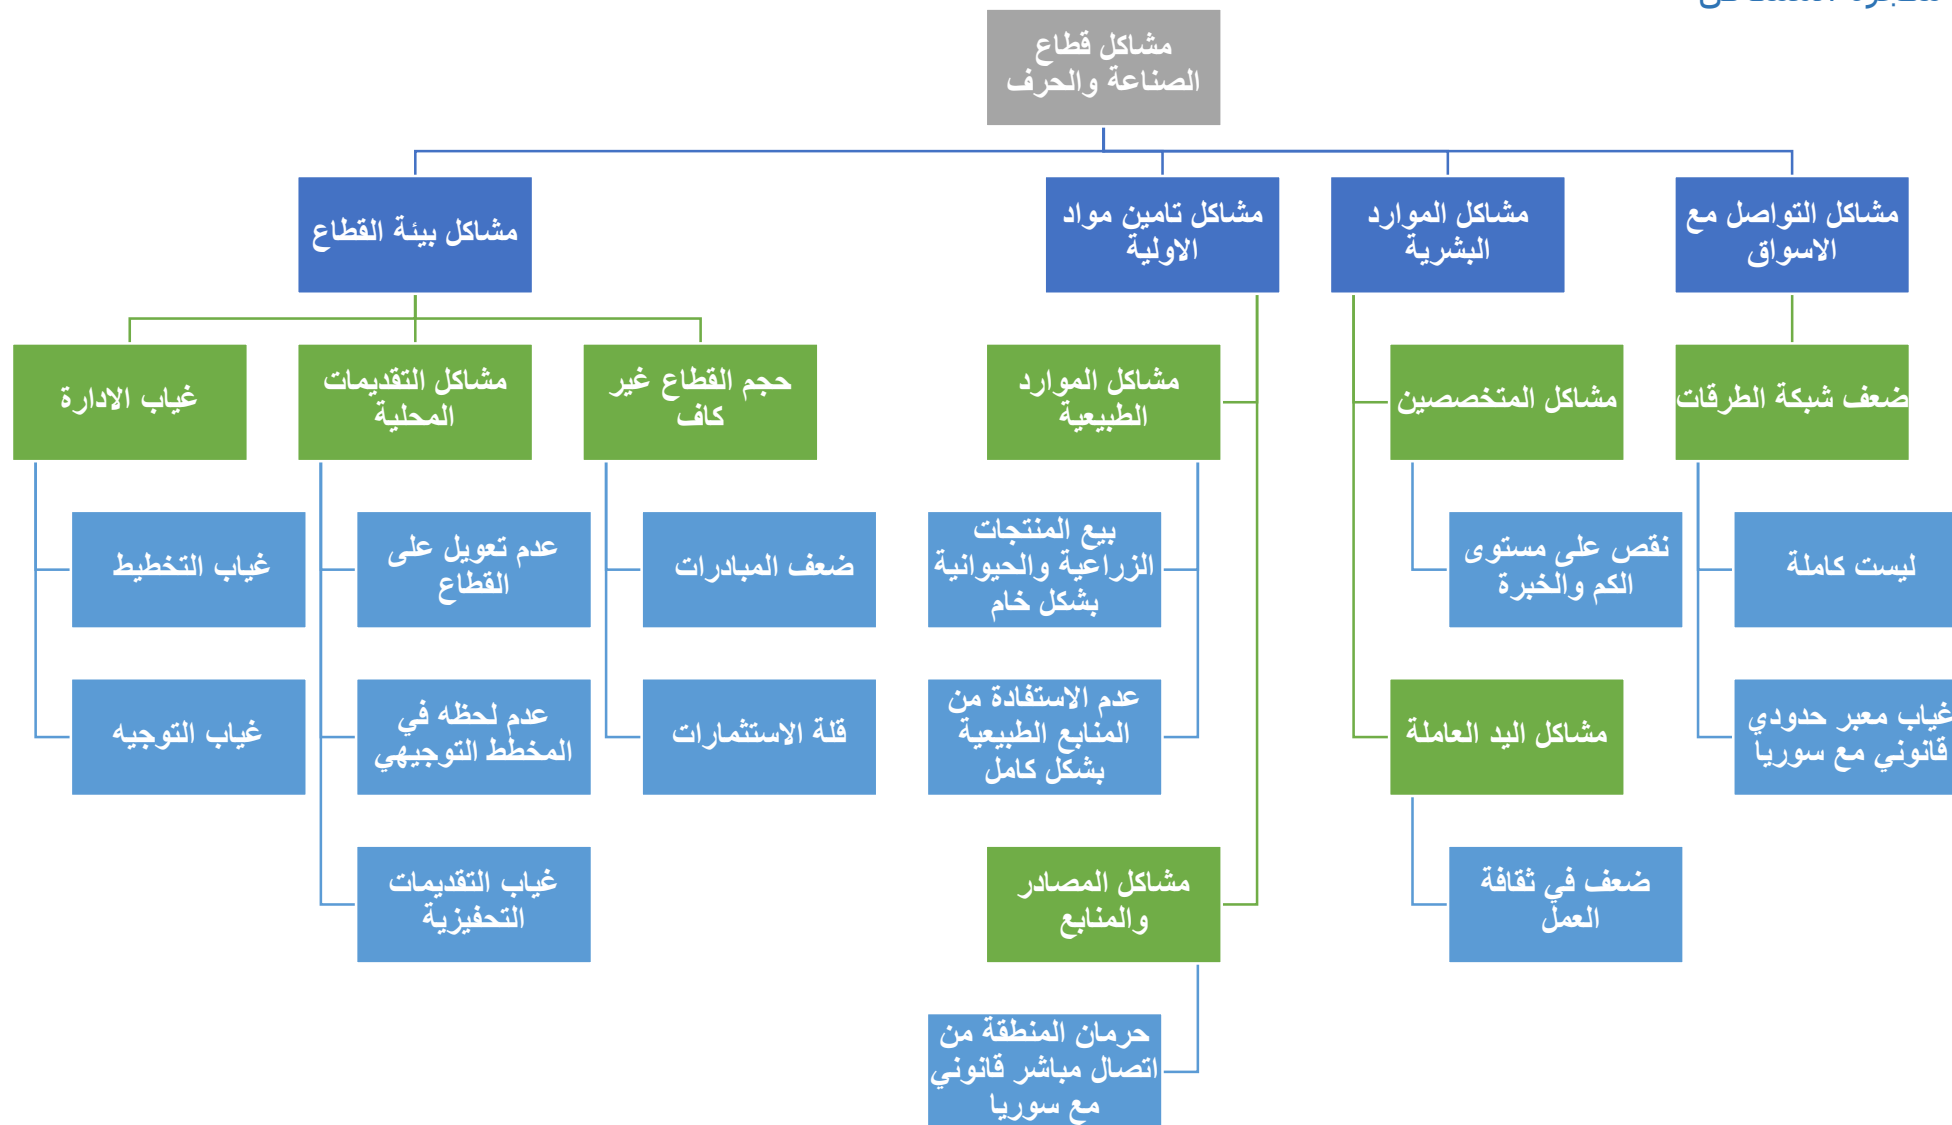 مشاكل قطاع
الصناعة والحرف
مشاكل التواصل مع
الاسواق
مشاكل الموارد
البشرية
مشاكل تامين مواد
الاولية
مشاكل بيئة القطاع
ضعف شبكة الطرقات
مشاكل المتخصصين
مشاكل الموارد
الطبيعية
حجم القطاع غير
كاف
مشاكل التقديمات
المحلية
غياب الادارة
ليست كاملة
نقص على مستوى
الكم والخبرة
بيع المنتجات
الزراعية والحيوانية
بشكل خام
ضعف المبادرات
عدم تعويل على
القطاع
غياب التخطيط
غياب معبر حدودي
قانوني مع سوريا
مشاكل اليد العاملة
عدم الاستفادة من
المنابع الطبيعية
بشكل كامل
قلة الاستثمارات
عدم لحظه في
المخطط التوجيهي
غياب التوجيه
ضعف في ثقافة
العمل
مشاكل المصادر
والمنابع
غياب التقديمات
التحفيزية
حرمان المنطقة من
اتصال مباشر قانوني
مع سوريا